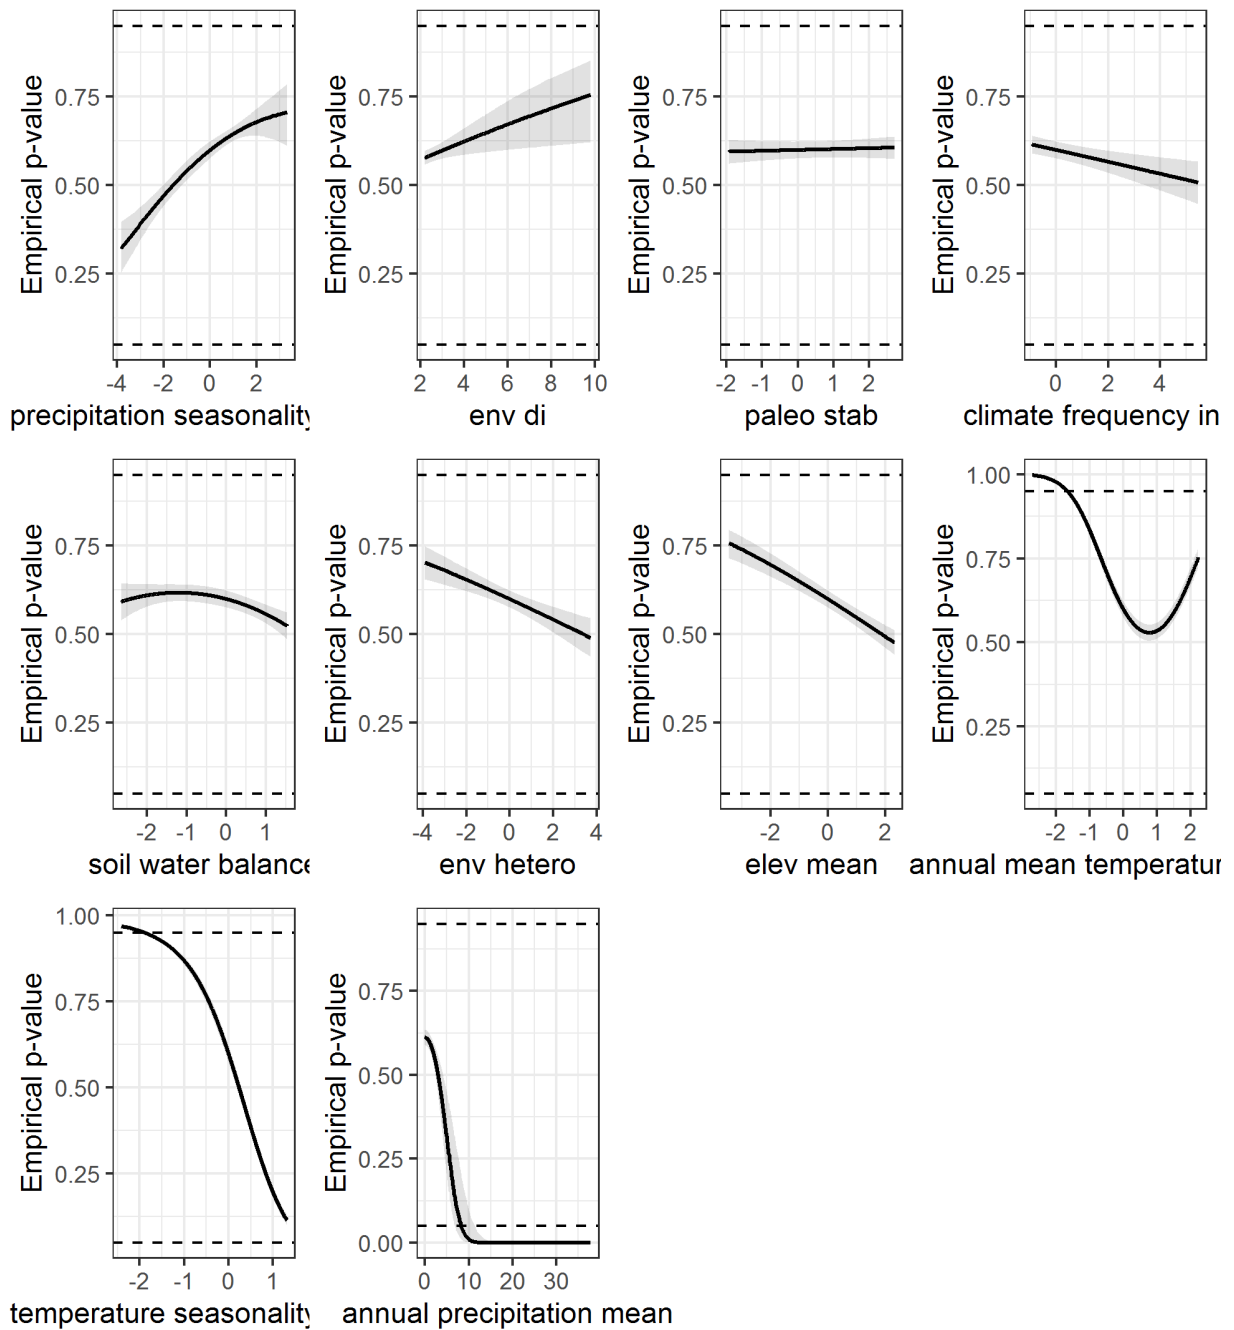 Empirical p-value
0.75
0.50
0.25
-4 -2 0 2
precipitation seasonality
Empirical p-value
0.75
0.50
0.25
2 4 6 8 10
env di
Empirical p-value
0.75
0.50
0.25
-2 -1 0 1 2
paleo stab
Empirical p-value
0.75
0.50
0.25
0 2 4
climate frequency in
Empirical p-value
0.75
0.50
0.25
-2 -1 0 1
soil water balance
Empirical p-value
0.75
0.50
0.25
-4 -2 0 2 4
env hetero
Empirical p-value
0.75
0.50
0.25
-2 0 2
elev mean
Empirical p-value
1.00
0.75
0.50
0.25
-2 -1 0 1 2
annual mean temperatur
Empirical p-value
1.00
0.75
0.50
0.25
-2 -1 0 1
temperature seasonality
Empirical p-value
0.75
0.50
0.25
0.00
0 10 20 30
annual precipitation mean